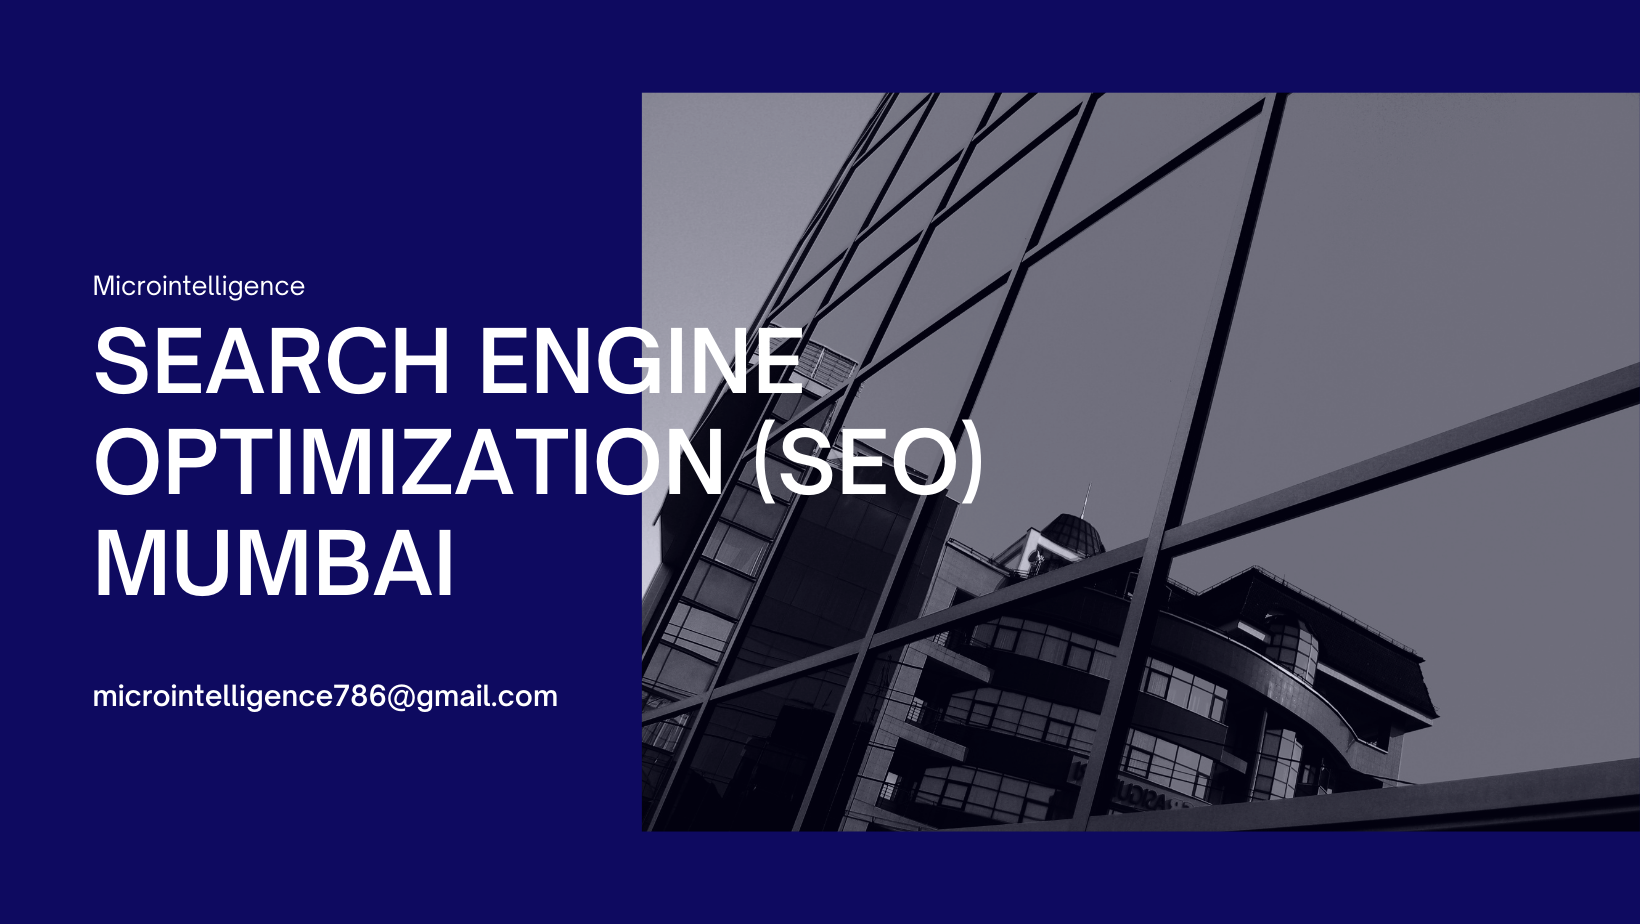 Microintelligence
SEARCH ENGINE
OPTIMIZATION (SEO)
MUMBAI
microintelligence786@gmail.com